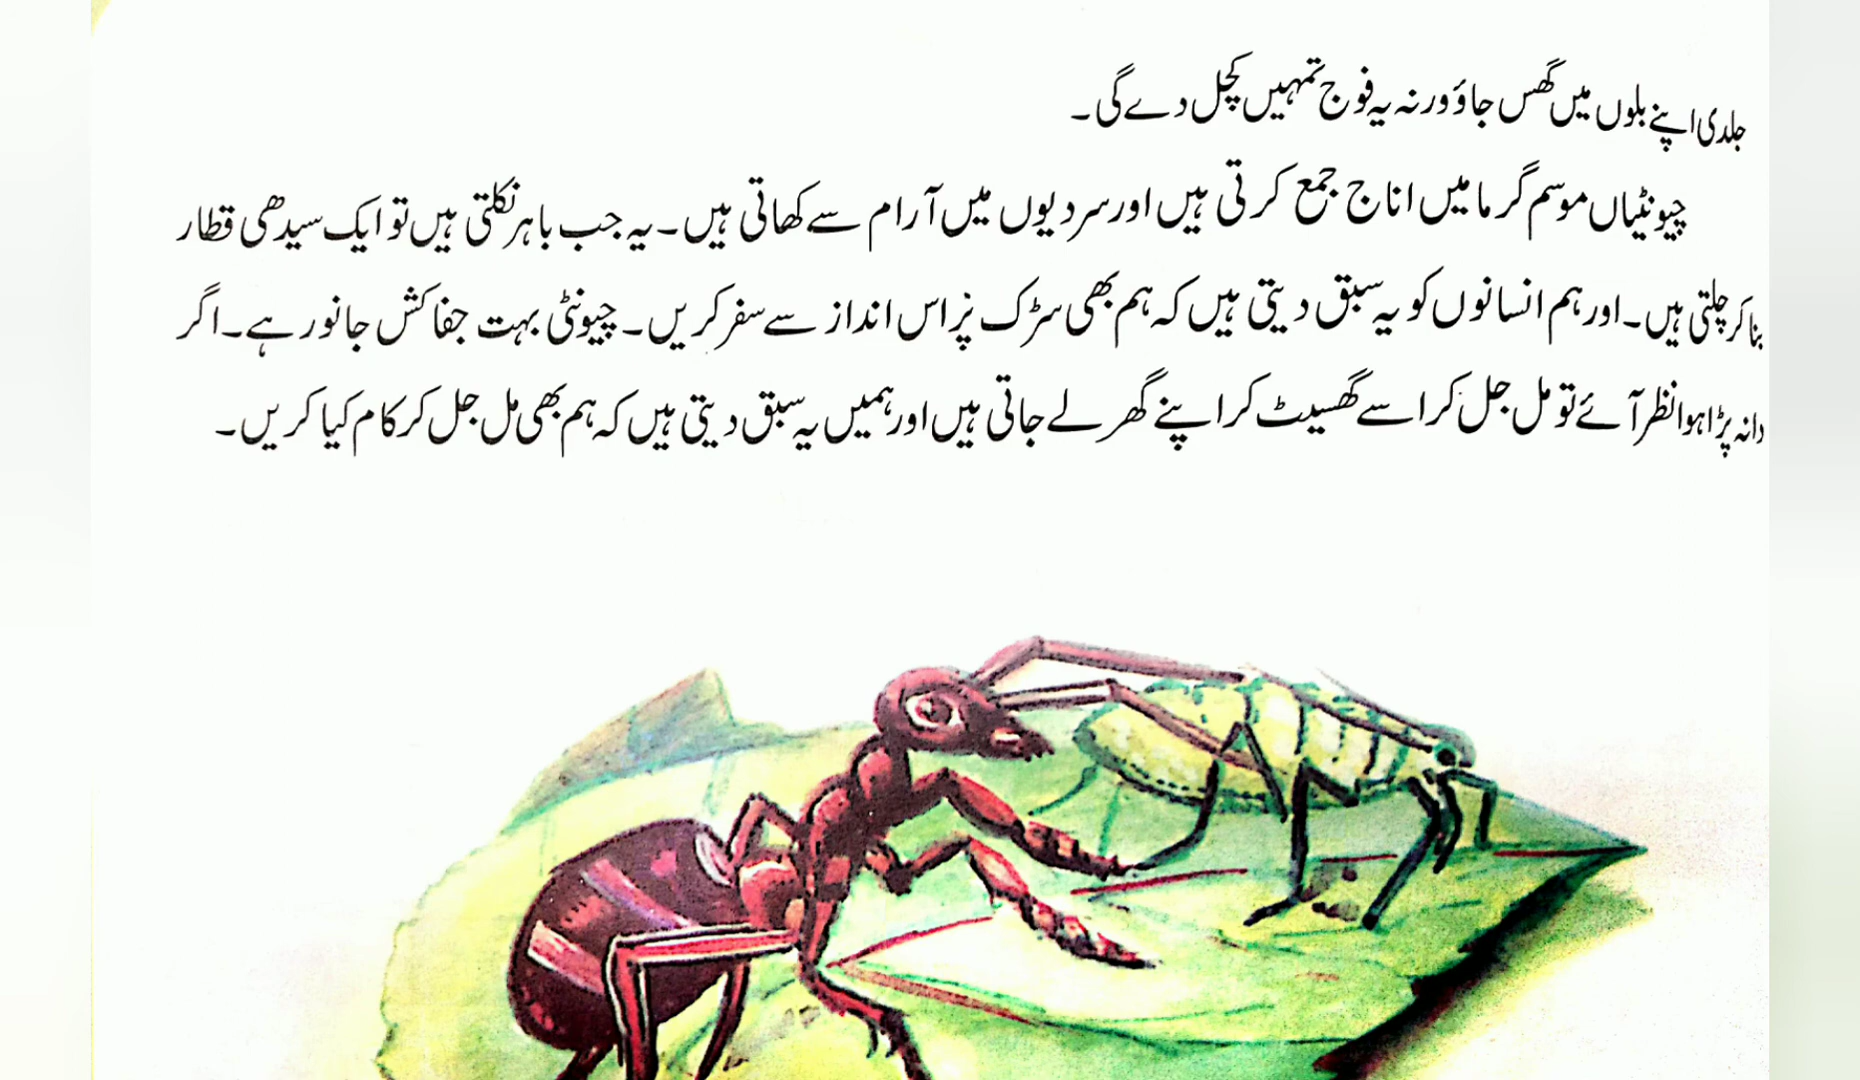 جلدی اپنے بلوں میں گھس جاؤ ورنہ یہ فوج تمہیں کچل دے گی۔
چیونٹیاں موسم گرما میں اناج جمع کرتی ہیں اور سردیوں میں آرام سے کھاتی ہیں۔ یہ جب باہر نکلتی ہیں تو ایک سیدھی قطار
بنا کر چلتی ہیں۔ اور ہم انسانوں کو یہ سبق دیتی ہیں کہ ہم بھی سڑک پر اس انداز سے سفر کریں۔ چیونٹی بہت جفاکش جانور ہے۔ اگر
دانہ پڑا ہوا نظر آئے تو مل جل کر اسے گھسیٹ کر اپنے گھر لے جاتی ہیں اور ہمیں یہ سبق دیتی ہیں کہ ہم بھی مل جل کر کام کیا کریں۔